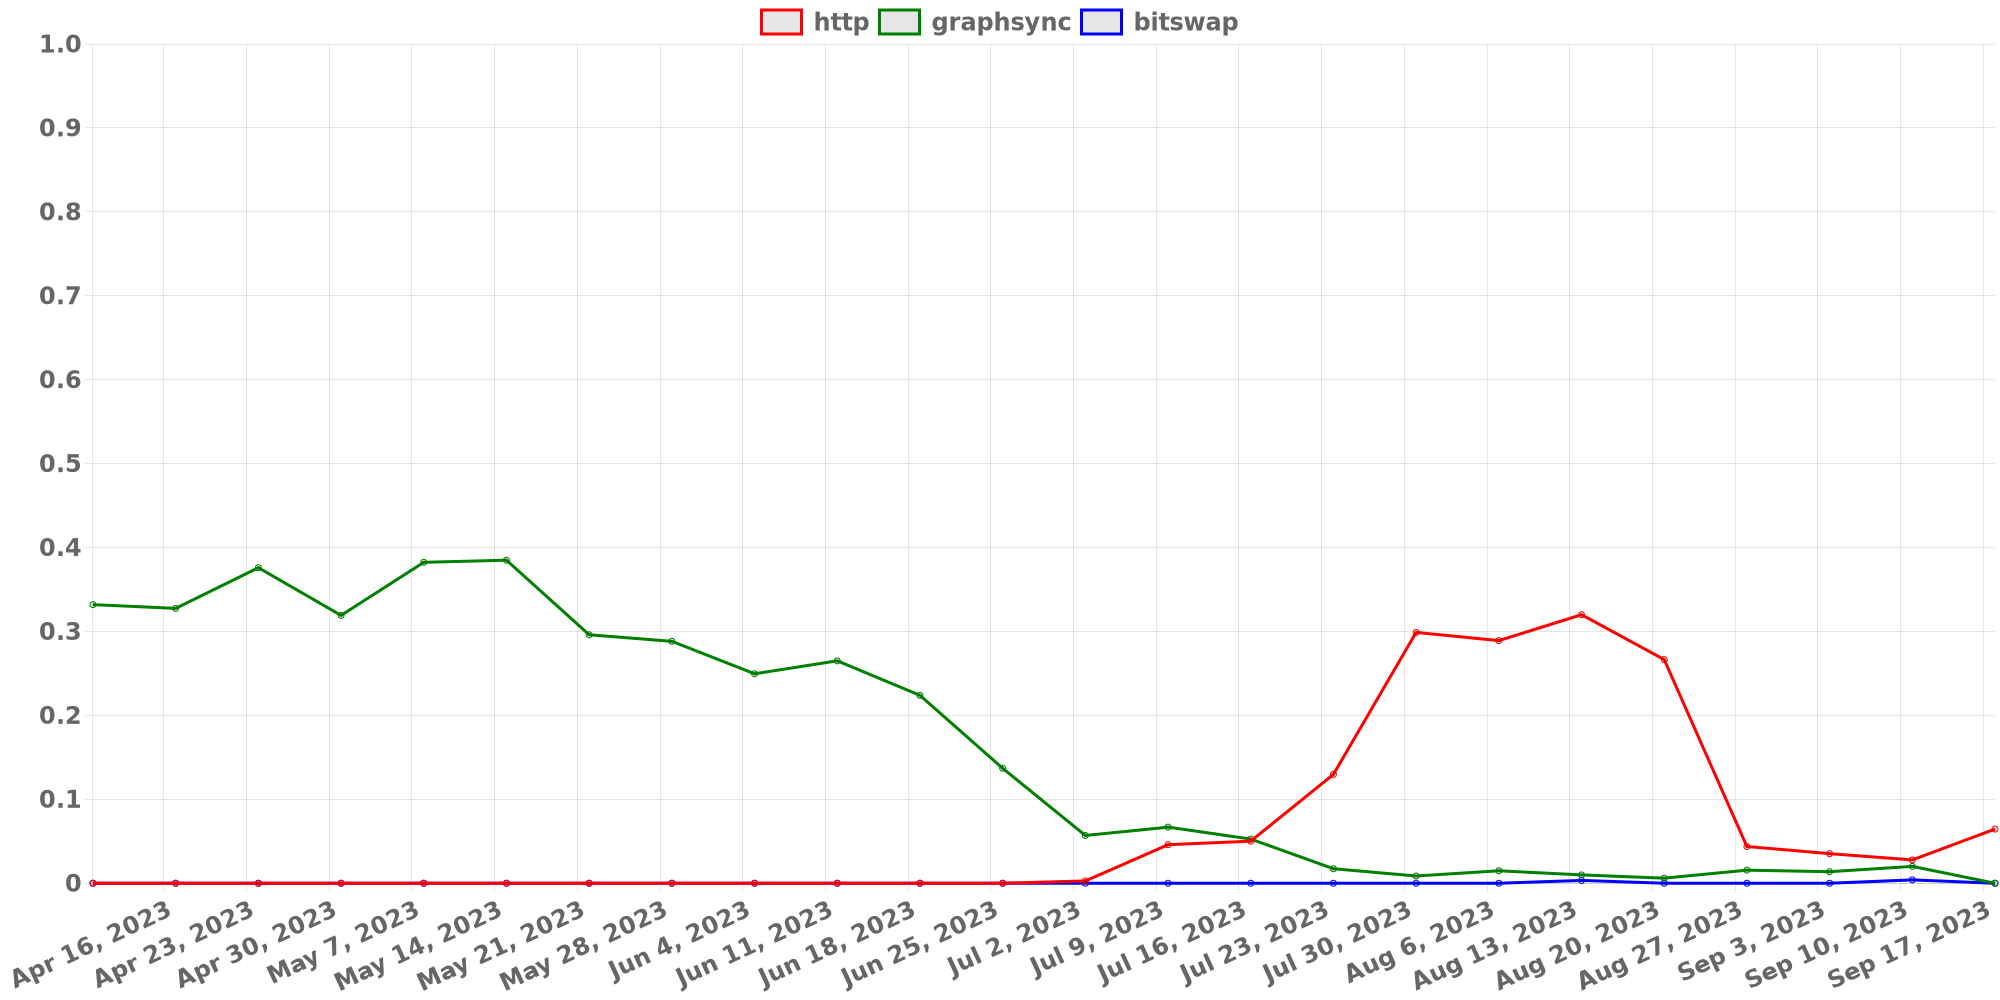 http graphsync bitswap
1.0
0.9
0.8
0.7
0.6
0.5
0.4
0.3
0.2
0.1
0
Apr 16, 2023
Apr 23, 2023
Apr 30, 2023
May 7, 2023
May 14, 2023
May 21, 2023
May 28, 2023
Jun 4, 2023
Jun 11, 2023
Jun 18, 2023
Jun 25, 2023
Jul 2, 2023
Jul 9, 2023
Jul 16, 2023
Jul 23, 2023
Jul 30, 2023
Aug 6, 2023
Aug 13, 2023
Aug 20, 2023
Aug 27, 2023
Sep 3, 2023
Sep 10, 2023
Sep 17, 2023